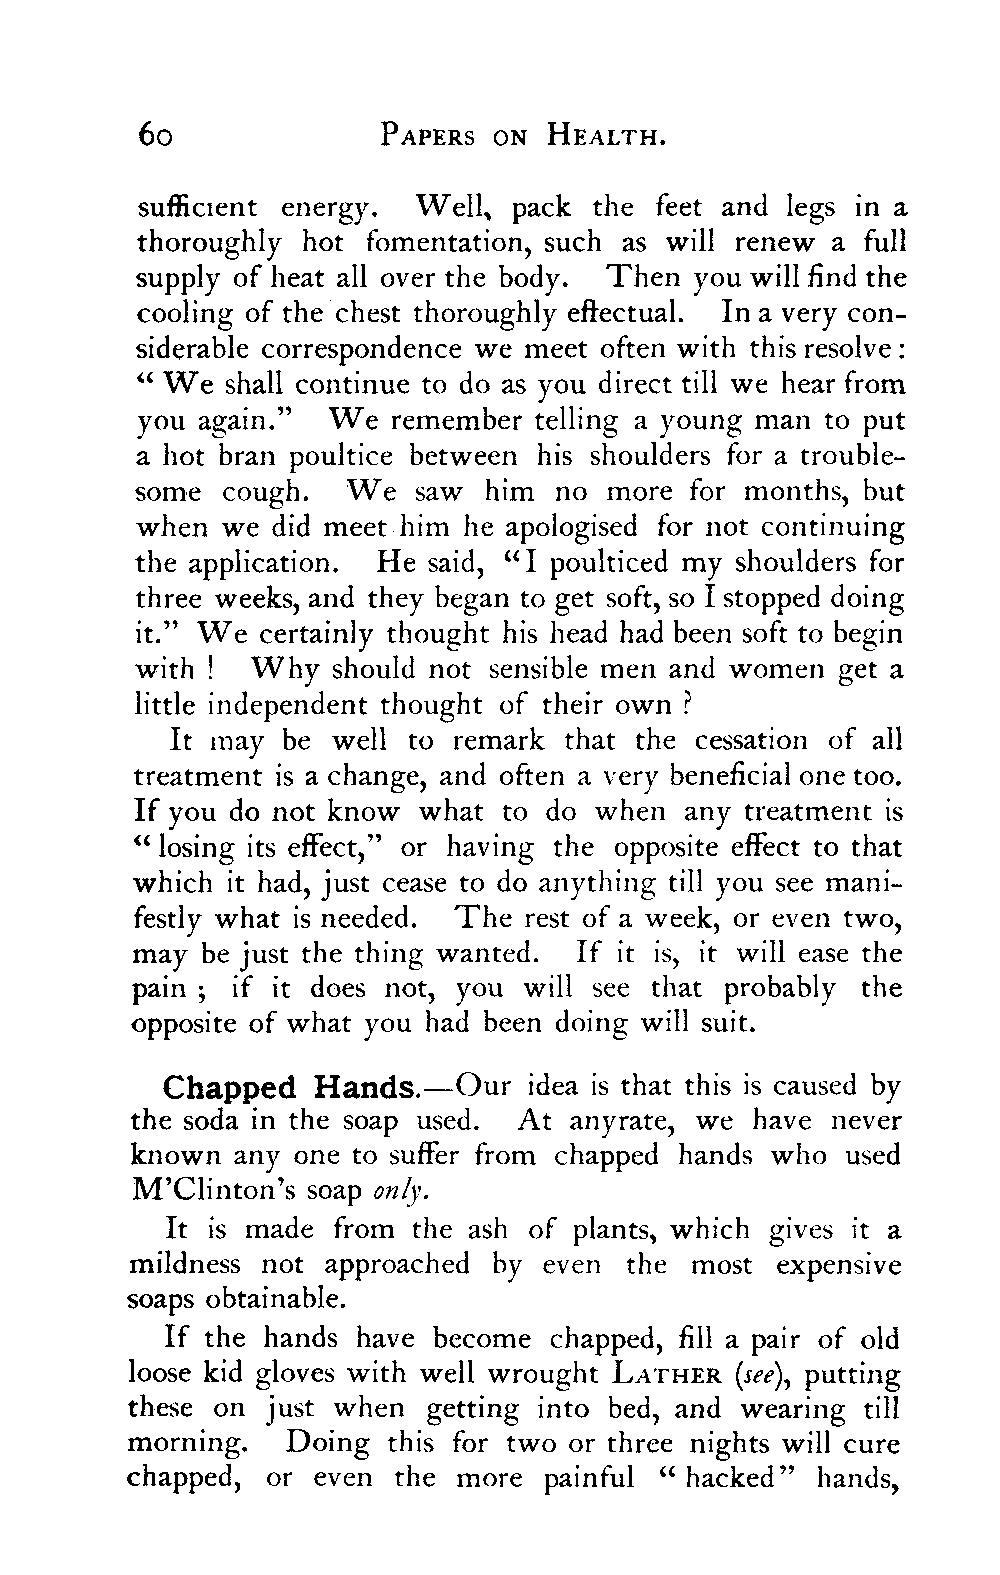 60 PAPERS ON HEALTH.
sufficient energy. Well, pack the feet and legs in a
thoroughly hot fomentation, such as will renew a full
supply of heat all over the body. Then you will find the
cooling of the chest thoroughly effectual. In a very con-
siderable correspondence we meet often with this resolve:
“We shall continue to do as you direct till we hear from
you again.” We remember telling a young man to put
a hot bran poultice between his shoulders for a trouble-
some cough. We saw him no more for months, but
when we did meet him he apologised for not continuing
the application. He said, “I poulticed my shoulders for
three weeks, and they began to get soft, so I stopped doing
it.” We certainly thought his head had been soft to begin
with! Why should not sensible men and women get a
little independent thought of their own?
It may be well to remark that the cessation of all
treatment is a change, and often a very beneficial one too.
If you do not know what to do when any treatment is
“losing its effect,” or having the opposite effect to that
which it had, just cease to do anything till you see mani-
festly what is needed. The rest of a week, or even two,
may be just the thing wanted. If it is, it will ease the
pain; if it does not, you will see that probably the
opposite of what you had been doing will suit.
Chapped Hands.—Our idea is that this is caused by
the soda in the soap used. At anyrate, we have never
known any one to suffer from chapped hands who used
M'Clinton's soap only.
It is made from the ash of plants, which gives it a
mildness not approached by even the most expensive
soaps obtainable.
If the hands have become chapped, fill a pair of old
loose kid gloves with well wrought LATHER (see), putting
these on just when getting into bed, and wearing till
morning. Doing this for two or three nights will cure
chapped, or even the more painful “hacked” hands,